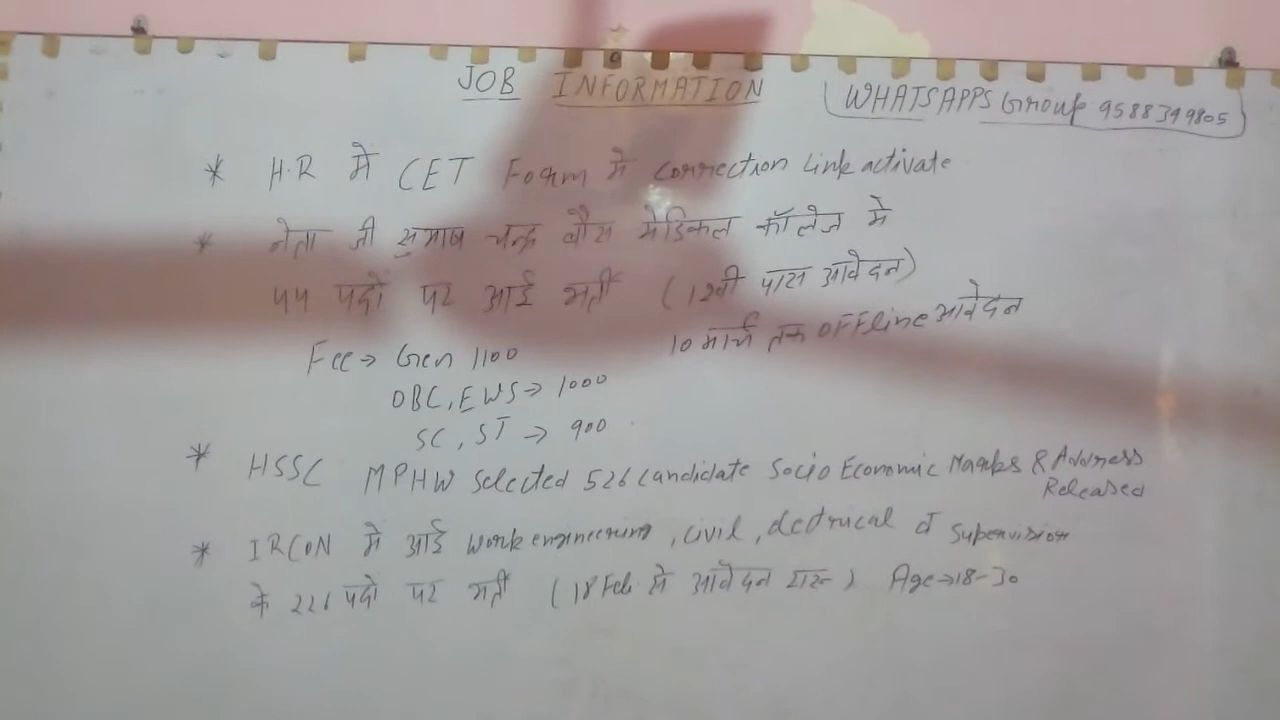 JOB INFORMATION
WHATSAPPS Group 9588399805
* H.R मे CET Form मे correction Link activate
* नेता जी सुभाष चन्द्र बौस मेडिकल कॉलेज मे
पदों पर आई भर्ती (12वी पास आवेदन)
10 मार्च तक OFFline आवेदन
Fee → Gen 1100
OBC, EWS → 1000
SC, ST → 900
* HSSC MPHW Selected 526 Candidate Socio Economic Marks & Address
Released
* IRCON मे आई work engineering, civil, electrical व Supervision
के पदो पर भर्ती (18 Feb से आवेदन शुरू) Age → 18-30